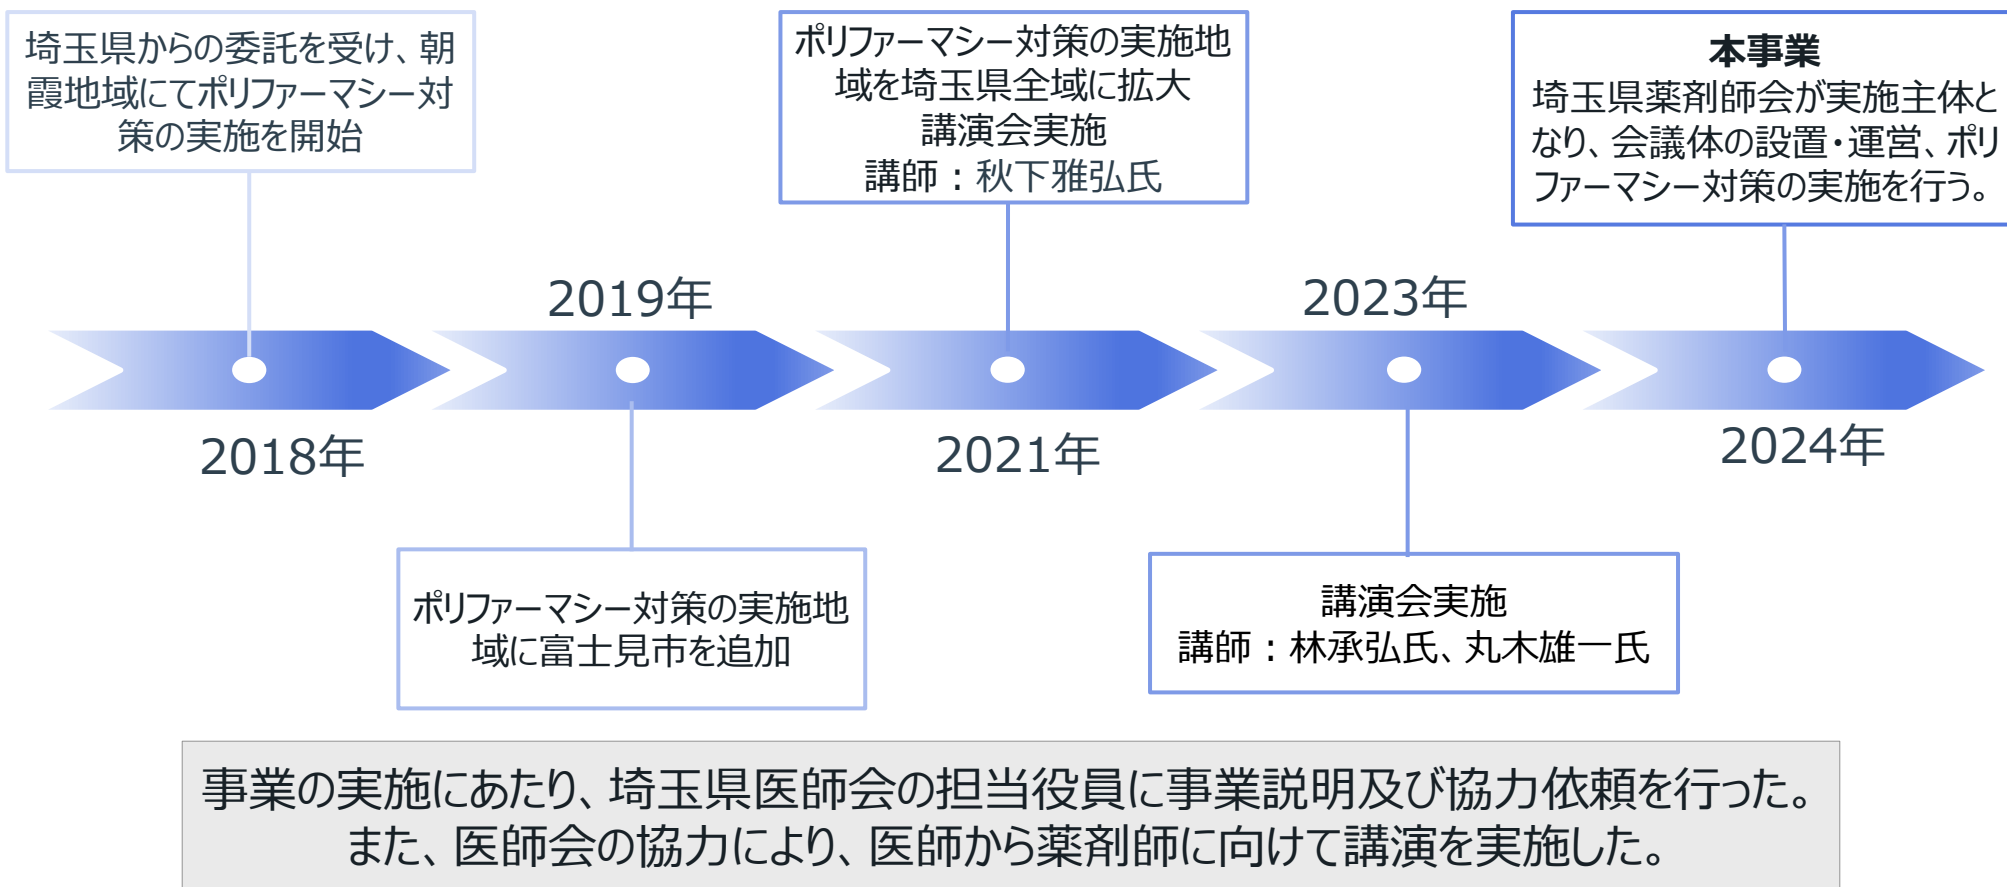 埼玉県からの委託を受け、朝
霞地域にてポリファーマシー対
策の実施を開始
2018年
2019年
ポリファーマシー対策の実施地
域に富士見市を追加
ポリファーマシー対策の実施地
域を埼玉県全域に拡大
講演会実施
講師：秋下雅弘氏
2021年
2023年
講演会実施
講師：林承弘氏、丸木雄一氏
本事業
埼玉県薬剤師会が実施主体と
なり、会議体の設置・運営、ポリ
ファーマシー対策の実施を行う。
2024年
事業の実施にあたり、埼玉県医師会の担当役員に事業説明及び協力依頼を行った。
また、医師会の協力により、医師から薬剤師に向けて講演を実施した。